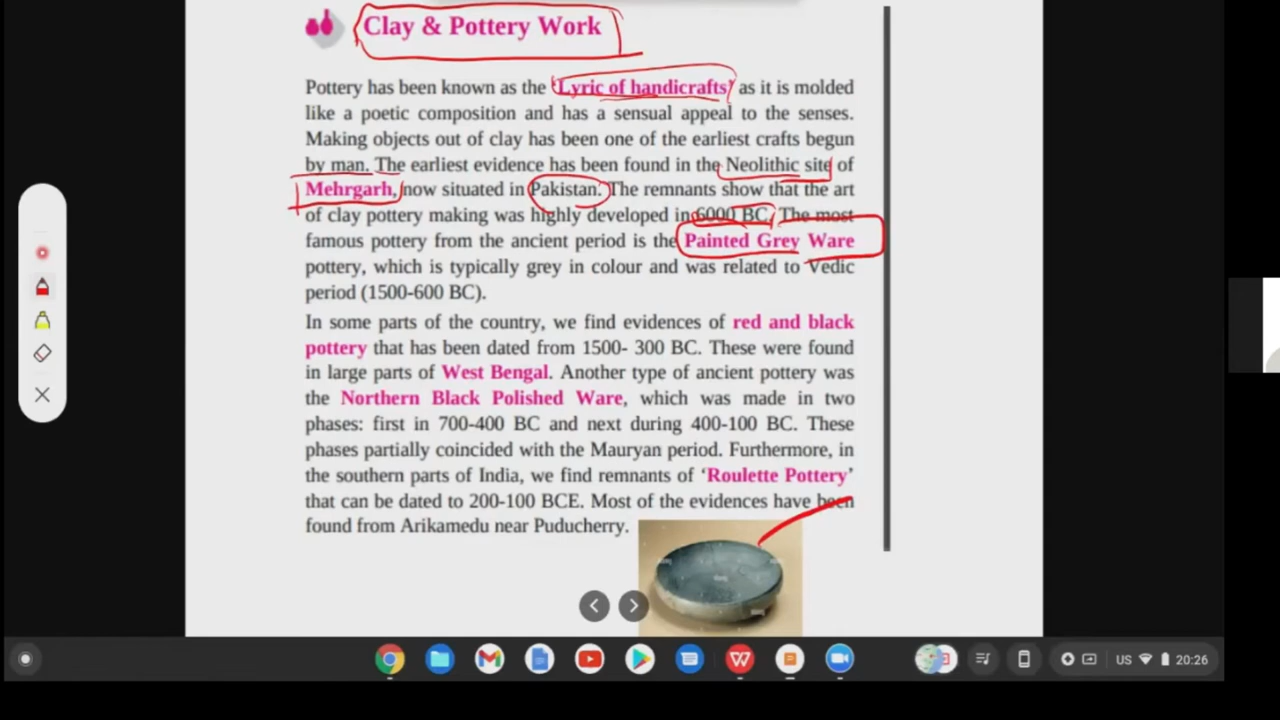 Clay & Pottery Work
Pottery has been known as the ‘Lyric of handicrafts’ as it is molded
like a poetic composition and has a sensual appeal to the senses.
Making objects out of clay has been one of the earliest crafts begun
by man. The earliest evidence has been found in the Neolithic site of
Mehrgarh, now situated in Pakistan. The remnants show that the art
of clay pottery making was highly developed in 6000 BC. The most
famous pottery from the ancient period is the Painted Grey Ware
pottery, which is typically grey in colour and was related to Vedic
period (1500-600 BC).
In some parts of the country, we find evidences of red and black
pottery that has been dated from 1500- 300 BC. These were found
in large parts of West Bengal. Another type of ancient pottery was
the Northern Black Polished Ware, which was made in two
phases: first in 700-400 BC and next during 400-100 BC. These
phases partially coincided with the Mauryan period. Furthermore, in
the southern parts of India, we find remnants of ‘Roulette Pottery’
that can be dated to 200-100 BCE. Most of the evidences have been
found from Arikamedu near Puducherry.
US 20:26